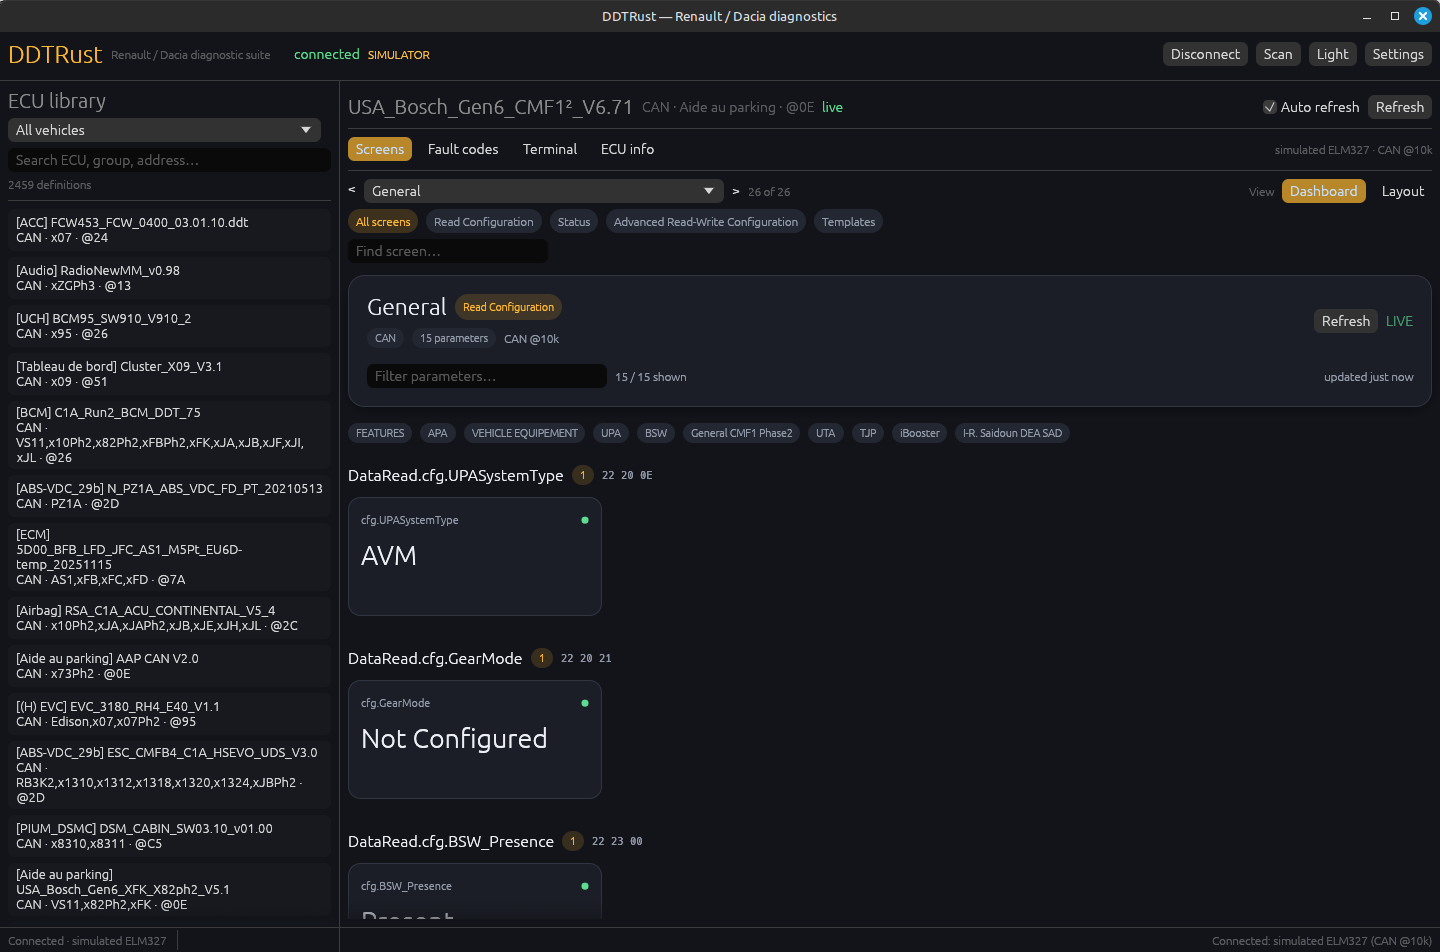 DDTRust — Renault / Dacia diagnostics
DDTRust Renault / Dacia diagnostic suite connected SIMULATOR Disconnect Scan Light Settings
ECU library
All vehicles
Search ECU, group, address...
2459 definitions
[ACC] FCW453_FCW_0400_03.01.10.ddt
CAN · x07 · @24
[Audio] RadioNewMM_v0.98
CAN · xZGPh3 · @13
[UCH] BCM95_SW910_V910_2
CAN · x95 · @26
[Tableau de bord] Cluster_X09_V3.1
CAN · x09 · @51
[BCM] C1A_Run2_BCM_DDT_75
CAN ·
VS11,x10Ph2,x82Ph2,xFBPh2,xFK,xJA,xJB,xJF,xJI,
xJL · @26
[ABS-VDC_29b] N_PZ1A_ABS_VDC_FD_PT_20210513
CAN · PZ1A · @2D
[ECM]
5D00_BFB_LFD_JFC_AS1_M5Pt_EU6D-
temp_20251115
CAN · AS1,xFB,xFC,xFD · @7A
[Airbag] RSA_C1A_ACU_CONTINENTAL_V5_4
CAN · x10Ph2,xJA,xJAPh2,xJB,xJE,xJH,xJL · @2C
[Aide au parking] AAP CAN V2.0
CAN · x73Ph2 · @0E
[(H) EVC] EVC_3180_RH4_E40_V1.1
CAN · Edison,x07,x07Ph2 · @95
[ABS-VDC_29b] ESC_CMFB4_C1A_HSEVO_UDS_V3.0
CAN ·
RB3K2,x1310,x1312,x1318,x1320,x1324,xJBPh2 ·
@2D
[PIUM_DSMC] DSM_CABIN_SW03.10_v01.00
CAN · x8310,x8311 · @C5
[Aide au parking]
USA_Bosch_Gen6_XFK_X82ph2_V5.1
CAN · VS11,x82Ph2,xFK · @0E
USA_Bosch_Gen6_CMF1²_V6.71 CAN · Aide au parking · @0E live Auto refresh Refresh
Screens Fault codes Terminal ECU info simulated ELM327 · CAN @10k
< General > 26 of 26 View Dashboard Layout
All screens Read Configuration Status Advanced Read-Write Configuration Templates
Find screen...
General Read Configuration
CAN 15 parameters CAN @10k
Refresh LIVE
Filter parameters... 15 / 15 shown updated just now
FEATURES APA VEHICLE EQUIPEMENT UPA BSW General CMF1 Phase2 UTA TJP iBooster I-R. Saidoun DEA SAD
DataRead.cfg.UPASystemType 1 22 20 0E
cfg.UPASystemType
AVM
DataRead.cfg.GearMode 1 22 20 21
cfg.GearMode
Not Configured
DataRead.cfg.BSW_Presence 1 22 23 00
cfg.BSW_Presence
Present
Connected · simulated ELM327
Connected: simulated ELM327 (CAN @10k)